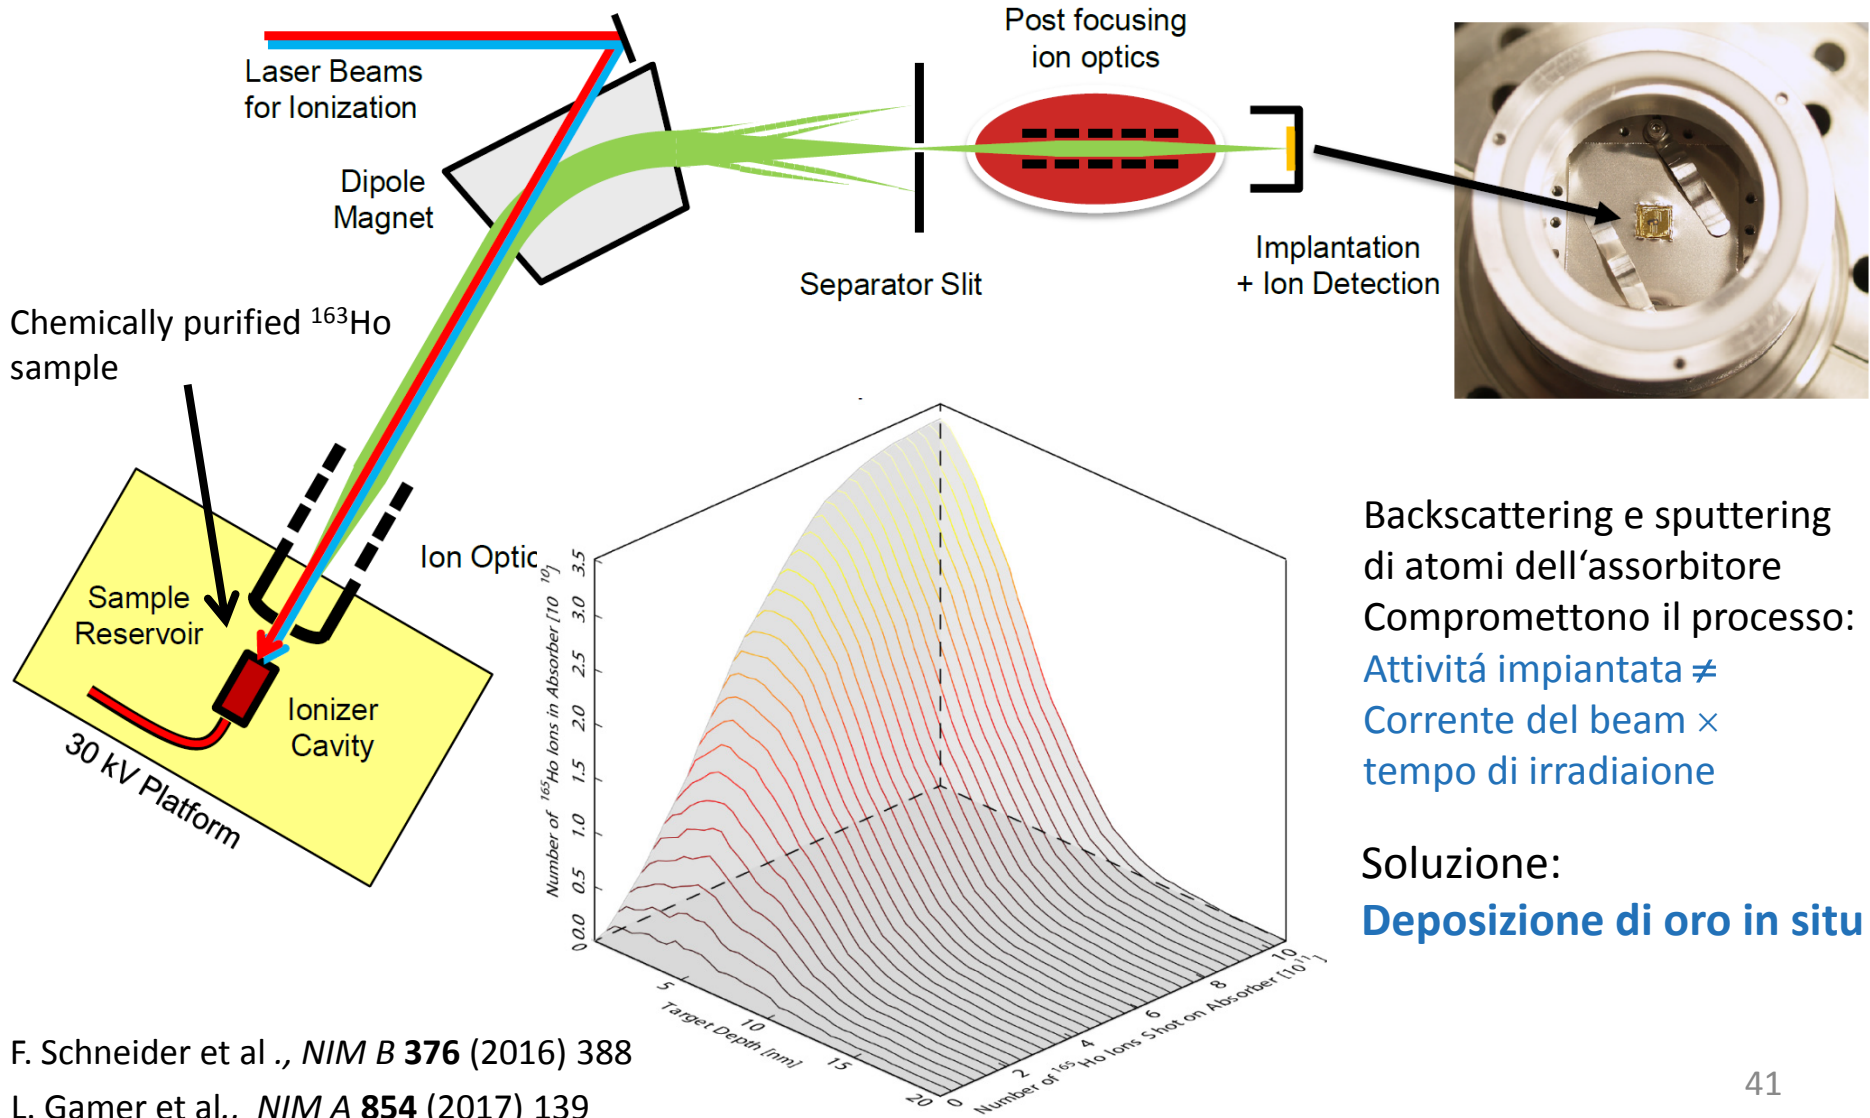 Laser Beams
for Ionization
Post focusing
ion optics
Dipole
Magnet
Separator Slit
Implantation
+ Ion Detection
Chemically purified ¹⁶³Ho
sample
Ion Optic
Sample
Reservoir
Ionizer
Cavity
30 kV Platform
Number of ¹⁶⁵Ho Ions in Absorber [10 ¹⁰]
3.5
3.0
2.5
2.0
1.5
1.0
0.5
0.0
0
5
10
15
20
Target Depth [nm]
0
2
4
6
8
10
Number of ¹⁶⁵Ho Ions Shot on Absorber [10¹¹]
Backscattering e sputtering
di atomi dell‘assorbitore
Compromettono il processo:
Attivitá impiantata ≠
Corrente del beam ×
tempo di irradiaione
Soluzione:
Deposizione di oro in situ
F. Schneider et al ., NIM B 376 (2016) 388
L. Gamer et al., NIM A 854 (2017) 139
41